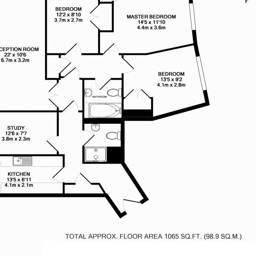 BEDROOM
12'2 x 8'10
3.7m x 2.7m
MASTER BEDROOM
14'5 x 11'10
4.4m x 3.6m
CEPTION ROOM
22' x 10'6
6.7m x 3.2m
BEDROOM
13'5 x 9'2
4.1m x 2.8m
STUDY
12'6 x 7'7
3.8m x 2.3m
KITCHEN
13'5 x 6'11
4.1m x 2.1m
TOTAL APPROX. FLOOR AREA 1065 SQ.FT. (98.9 SQ.M.)